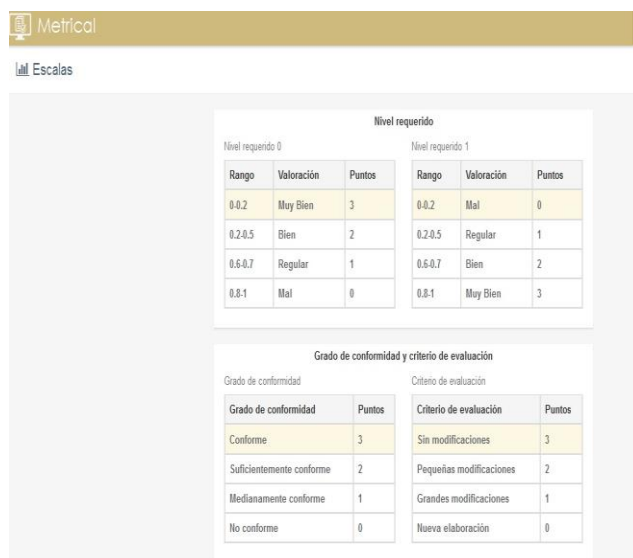 Metrical
Escalas
Nivel requerido
Nivel requerido 0
Rango Valoración Puntos
0-0.2 Muy Bien 3
0.2-0.5 Bien 2
0.6-0.7 Regular 1
0.8-1 Mal 0
Nivel requerido 1
Rango Valoración Puntos
0-0.2 Mal 0
0.2-0.5 Regular 1
0.6-0.7 Bien 2
0.8-1 Muy Bien 3
Grado de conformidad y criterio de evaluación
Grado de conformidad
Grado de conformidad Puntos
Conforme 3
Suficientemente conforme 2
Medianamente conforme 1
No conforme 0
Criterio de evaluación
Criterio de evaluación Puntos
Sin modificaciones 3
Pequeñas modificaciones 2
Grandes modificaciones 1
Nueva elaboración 0